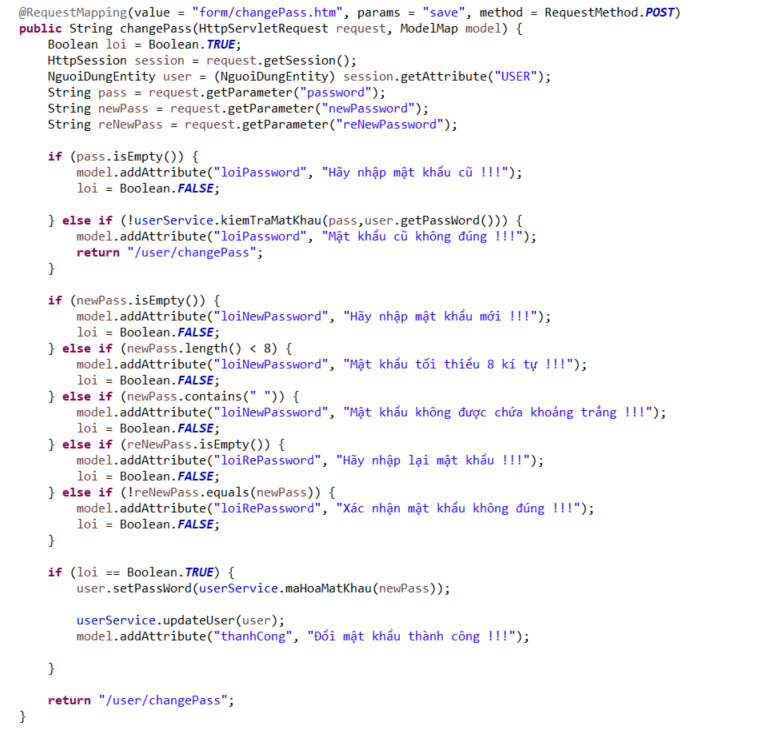 @RequestMapping(value = "form/changePass.htm", params = "save", method = RequestMethod.POST)
public String changePass(HttpServletRequest request, ModelMap model) {
    Boolean loi = Boolean.TRUE;
    HttpSession session = request.getSession();
    NguoiDungEntity user = (NguoiDungEntity) session.getAttribute("USER");
    String pass = request.getParameter("password");
    String newPass = request.getParameter("newPassword");
    String reNewPass = request.getParameter("reNewPassword");

    if (pass.isEmpty()) {
        model.addAttribute("loiPassword", "Hãy nhập mật khẩu cũ !!!");
        loi = Boolean.FALSE;

    } else if (!userService.kiemTraMatKhau(pass,user.getPassWord())) {
        model.addAttribute("loiPassword", "Mật khẩu cũ không đúng !!!");
        return "/user/changePass";
    }

    if (newPass.isEmpty()) {
        model.addAttribute("loiNewPassword", "Hãy nhập mật khẩu mới !!!");
        loi = Boolean.FALSE;
    } else if (newPass.length() < 8) {
        model.addAttribute("loiNewPassword", "Mật khẩu tối thiểu 8 kí tự !!!");
        loi = Boolean.FALSE;
    } else if (newPass.contains(" ")) {
        model.addAttribute("loiNewPassword", "Mật khẩu không được chứa khoảng trắng !!!");
        loi = Boolean.FALSE;
    } else if (reNewPass.isEmpty()) {
        model.addAttribute("loiRePassword", "Hãy nhập lại mật khẩu !!!");
        loi = Boolean.FALSE;
    } else if (!reNewPass.equals(newPass)) {
        model.addAttribute("loiRePassword", "Xác nhận mật khẩu không đúng !!!");
        loi = Boolean.FALSE;
    }

    if (loi == Boolean.TRUE) {
        user.setPassWord(userService.maHoaMatKhau(newPass));

        userService.updateUser(user);
        model.addAttribute("thanhCong", "Đổi mật khẩu thành công !!!");

    }

    return "/user/changePass";
}